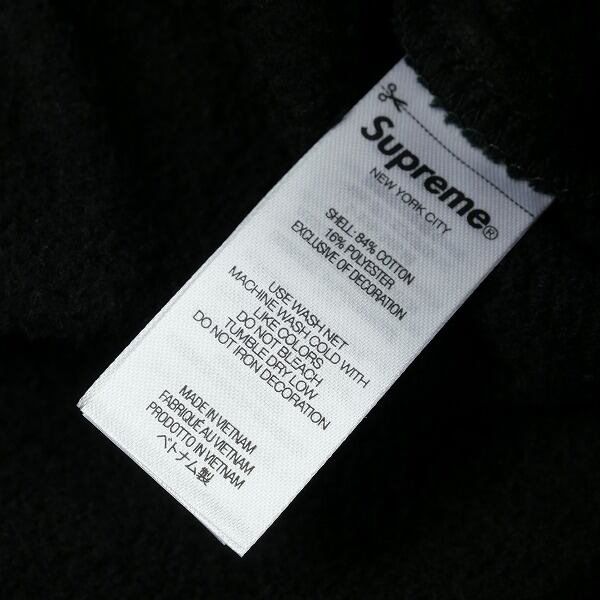 Supreme®
NEW YORK CITY
SHELL: 84% COTTON
16% POLYESTER
EXCLUSIVE OF DECORATION
USE WASH NET
MACHINE WASH COLD WITH
LIKE COLORS
DO NOT BLEACH
TUMBLE DRY LOW
DO NOT IRON DECORATION
MADE IN VIETNAM
FABRIQUÉ AU VIETNAM
PRODOTTO IN VIETNAM
ベトナム製